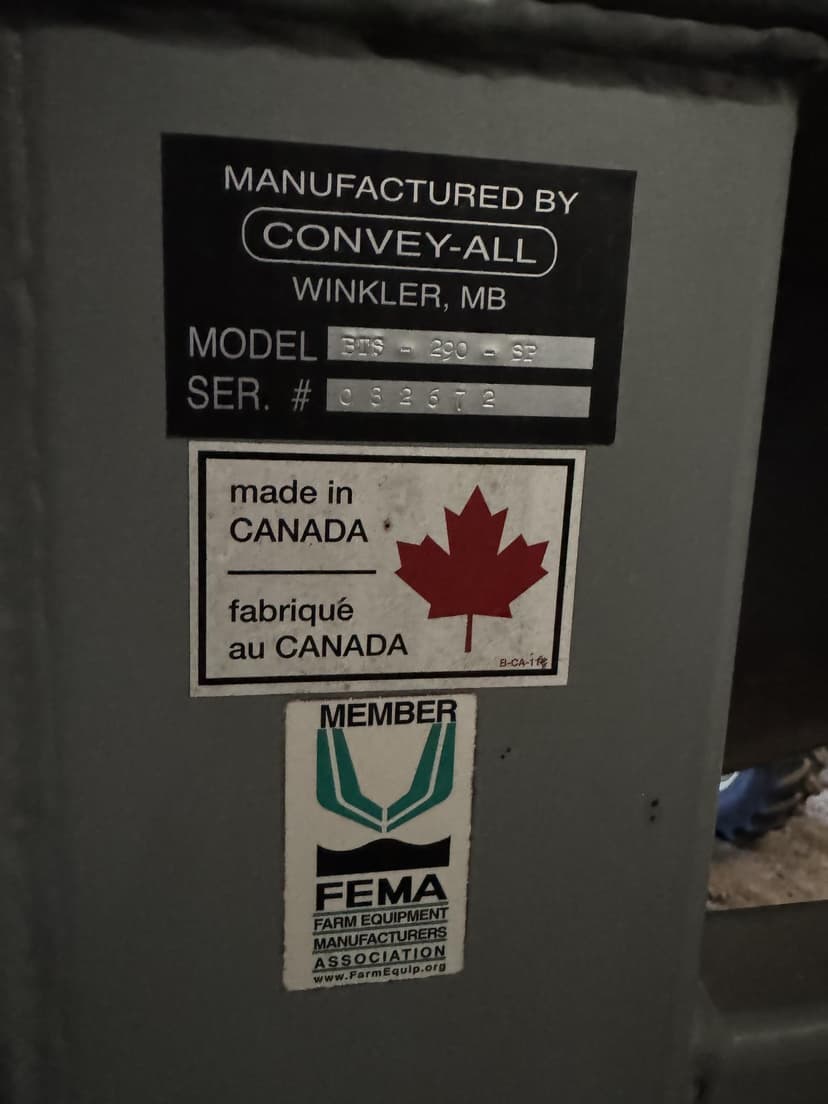 MANUFACTURED BY
CONVEY-ALL
WINKLER, MB
MODEL BTS - 290 - SP
SER. #
made in
CANADA
fabriqué
au CANADA
MEMBER
FEMA
FARM EQUIPMENT
MANUFACTURERS
ASSOCIATION
www.FarmEquip.org